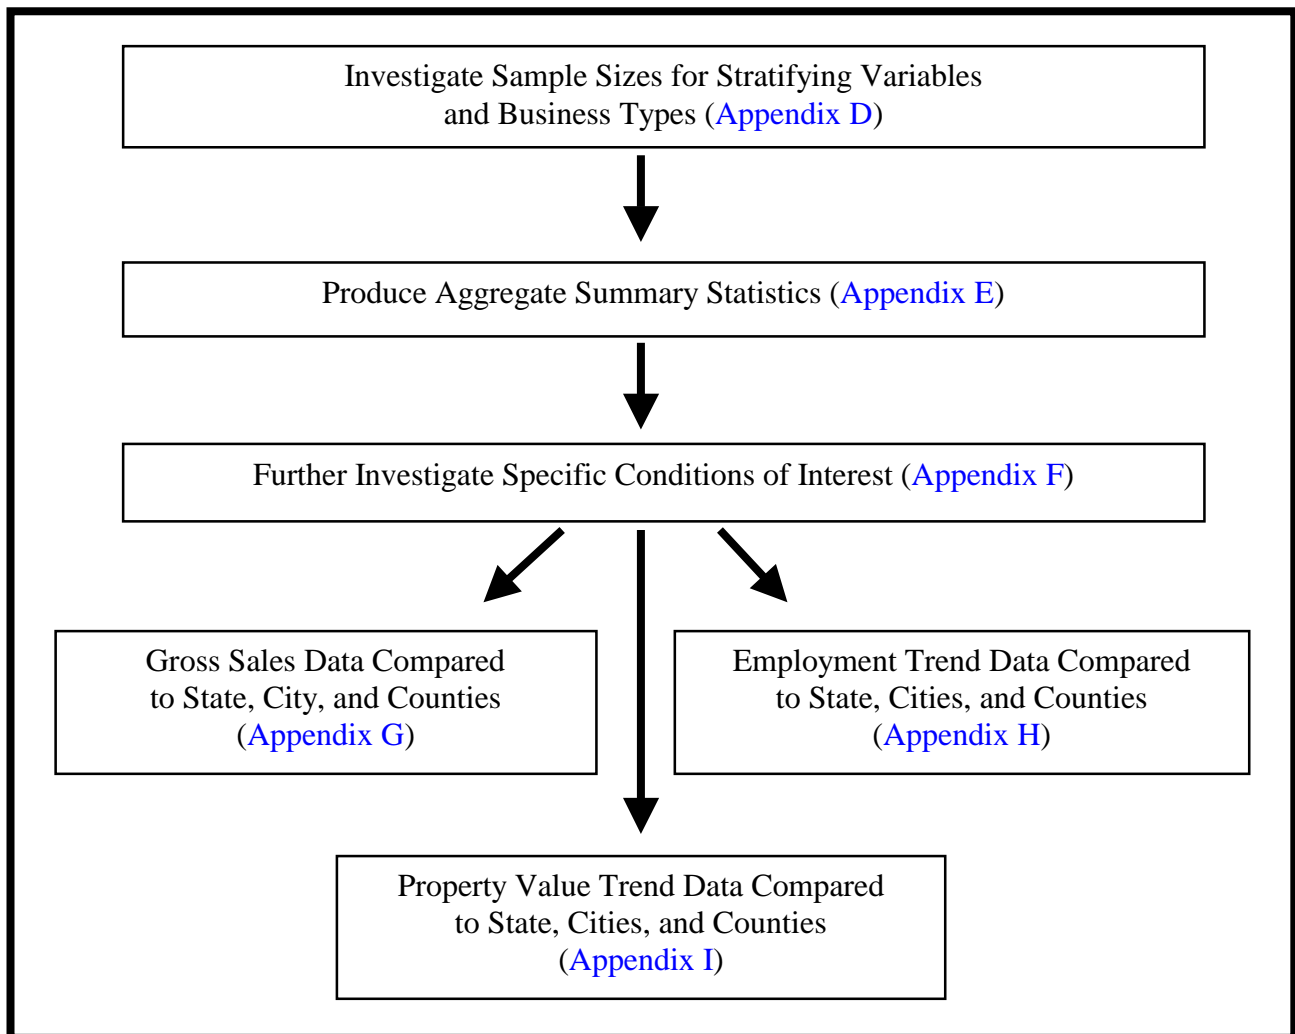 Investigate Sample Sizes for Stratifying Variables
and Business Types (Appendix D)
Produce Aggregate Summary Statistics (Appendix E)
Further Investigate Specific Conditions of Interest (Appendix F)
Gross Sales Data Compared
to State, City, and Counties
(Appendix G)
Employment Trend Data Compared
to State, Cities, and Counties
(Appendix H)
Property Value Trend Data Compared
to State, Cities, and Counties
(Appendix I)